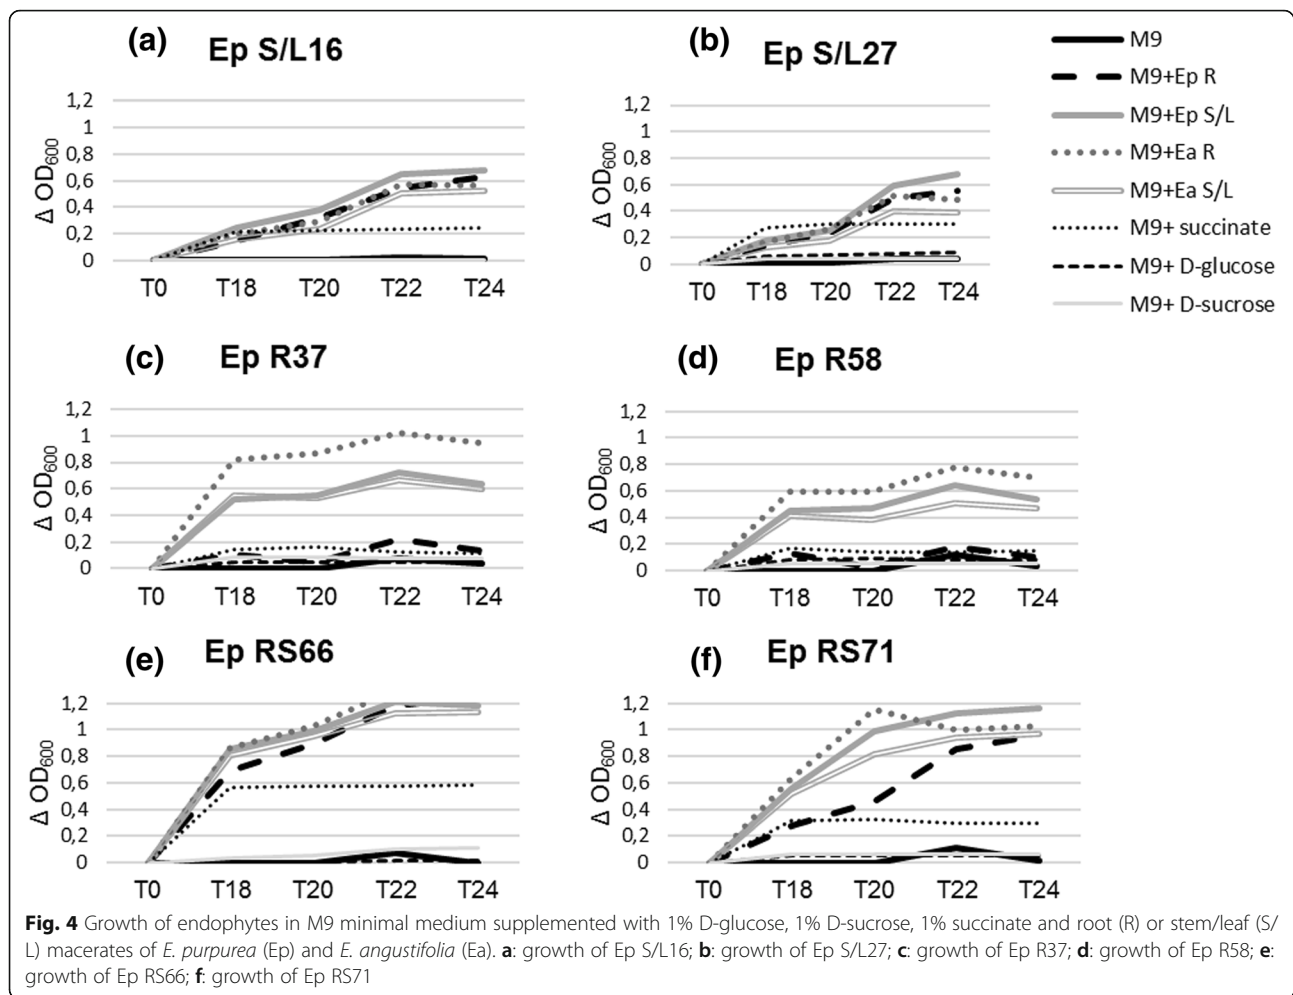 (a) Ep S/L16
1,2
1
0,8
0,6
0,4
0,2
0
Δ OD600
T0 T18 T20 T22 T24
(b) Ep S/L27
1,2
1
0,8
0,6
0,4
0,2
0
Δ OD600
T0 T18 T20 T22 T24
M9
M9+Ep R
M9+Ep S/L
M9+Ea R
M9+Ea S/L
M9+ succinate
M9+ D-glucose
M9+ D-sucrose
(c) Ep R37
1,2
1
0,8
0,6
0,4
0,2
0
Δ OD600
T0 T18 T20 T22 T24
(d) Ep R58
1,2
1
0,8
0,6
0,4
0,2
0
Δ OD600
T0 T18 T20 T22 T24
(e) Ep RS66
1,2
1
0,8
0,6
0,4
0,2
0
Δ OD600
T0 T18 T20 T22 T24
(f) Ep RS71
1,2
1
0,8
0,6
0,4
0,2
0
Δ OD600
T0 T18 T20 T22 T24
Fig. 4 Growth of endophytes in M9 minimal medium supplemented with 1% D-glucose, 1% D-sucrose, 1% succinate and root (R) or stem/leaf (S/
L) macerates of E. purpurea (Ep) and E. angustifolia (Ea). a: growth of Ep S/L16; b: growth of Ep S/L27; c: growth of Ep R37; d: growth of Ep R58; e:
growth of Ep RS66; f: growth of Ep RS71